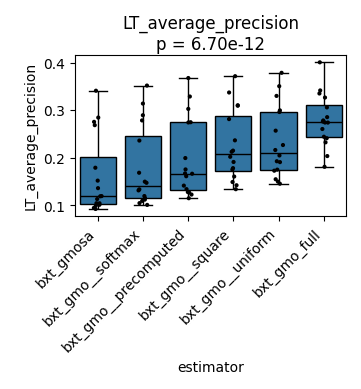 LT_average_precision
p = 6.70e-12
LT_average_precision
0.4
0.3
0.2
0.1
bxt_gmosa
bxt_gmo__softmax
bxt_gmo__precomputed
bxt_gmo__square
bxt_gmo__uniform
bxt_gmo_full
estimator